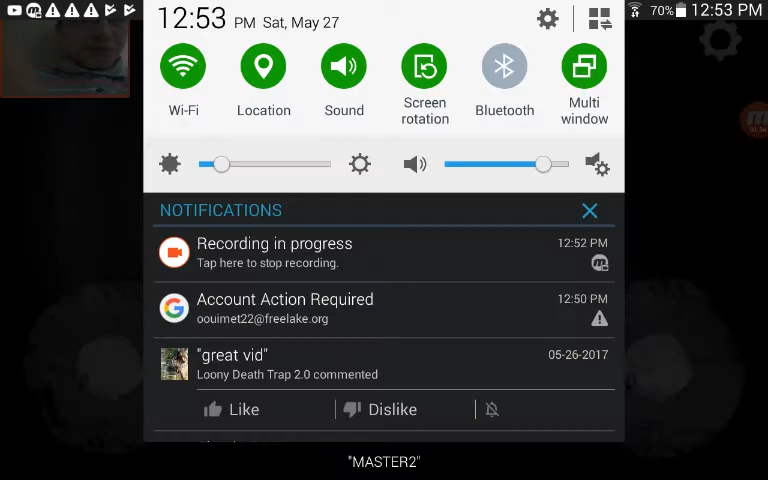 12:53 PM Sat, May 27
70% 12:53 PM
Wi-Fi
Location
Sound
Screen
rotation
Bluetooth
Multi
window
01:34
NOTIFICATIONS
Recording in progress
12:52 PM
Tap here to stop recording.
Account Action Required
12:50 PM
oouimet22@freelake.org
"great vid"
05-26-2017
Loony Death Trap 2.0 commented
Like
Dislike
"MASTER2"